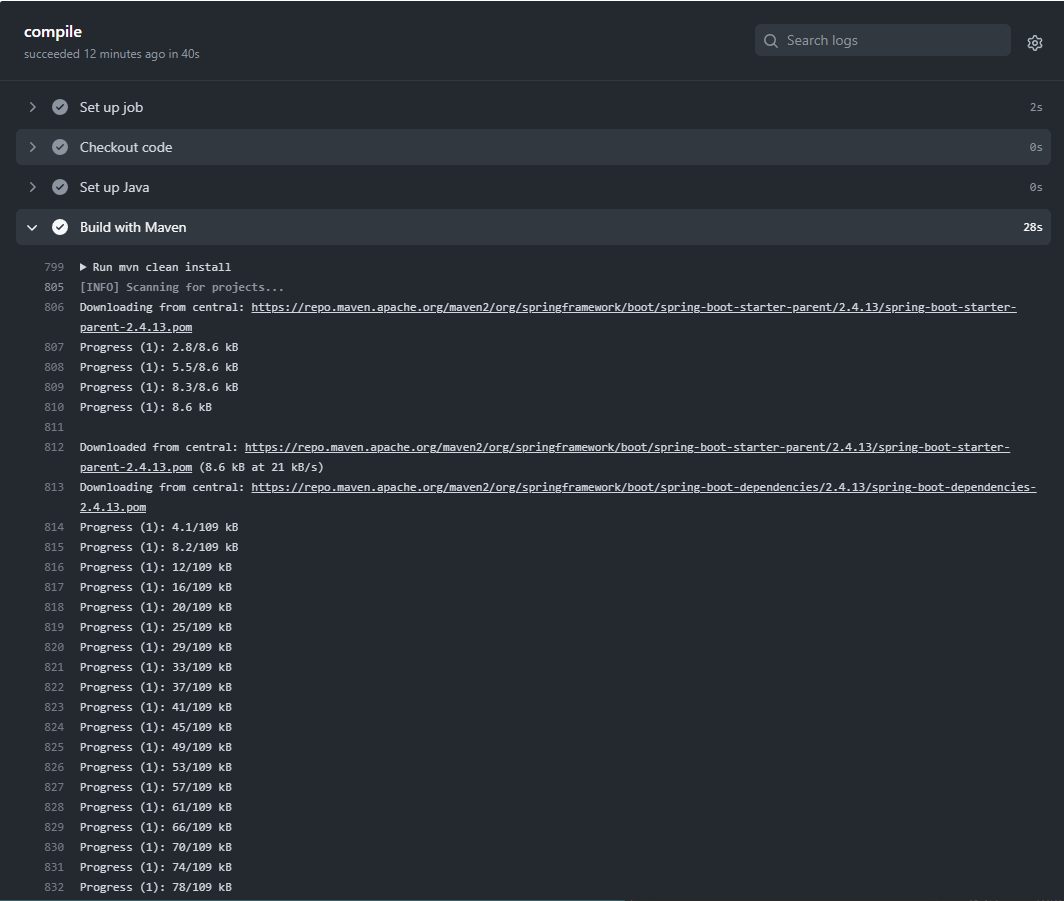 compile
succeeded 12 minutes ago in 40s
Search logs
Set up job 2s
Checkout code 0s
Set up Java 0s
Build with Maven 28s
799 Run mvn clean install
805 [INFO] Scanning for projects...
806 Downloading from central: https://repo.maven.apache.org/maven2/org/springframework/boot/spring-boot-starter-parent/2.4.13/spring-boot-starter-
parent-2.4.13.pom
807 Progress (1): 2.8/8.6 kB
808 Progress (1): 5.5/8.6 kB
809 Progress (1): 8.3/8.6 kB
810 Progress (1): 8.6 kB
811
812 Downloaded from central: https://repo.maven.apache.org/maven2/org/springframework/boot/spring-boot-starter-parent/2.4.13/spring-boot-starter-
parent-2.4.13.pom (8.6 kB at 21 kB/s)
813 Downloading from central: https://repo.maven.apache.org/maven2/org/springframework/boot/spring-boot-dependencies/2.4.13/spring-boot-dependencies-
2.4.13.pom
814 Progress (1): 4.1/109 kB
815 Progress (1): 8.2/109 kB
816 Progress (1): 12/109 kB
817 Progress (1): 16/109 kB
818 Progress (1): 20/109 kB
819 Progress (1): 25/109 kB
820 Progress (1): 29/109 kB
821 Progress (1): 33/109 kB
822 Progress (1): 37/109 kB
823 Progress (1): 41/109 kB
824 Progress (1): 45/109 kB
825 Progress (1): 49/109 kB
826 Progress (1): 53/109 kB
827 Progress (1): 57/109 kB
828 Progress (1): 61/109 kB
829 Progress (1): 66/109 kB
830 Progress (1): 70/109 kB
831 Progress (1): 74/109 kB
832 Progress (1): 78/109 kB